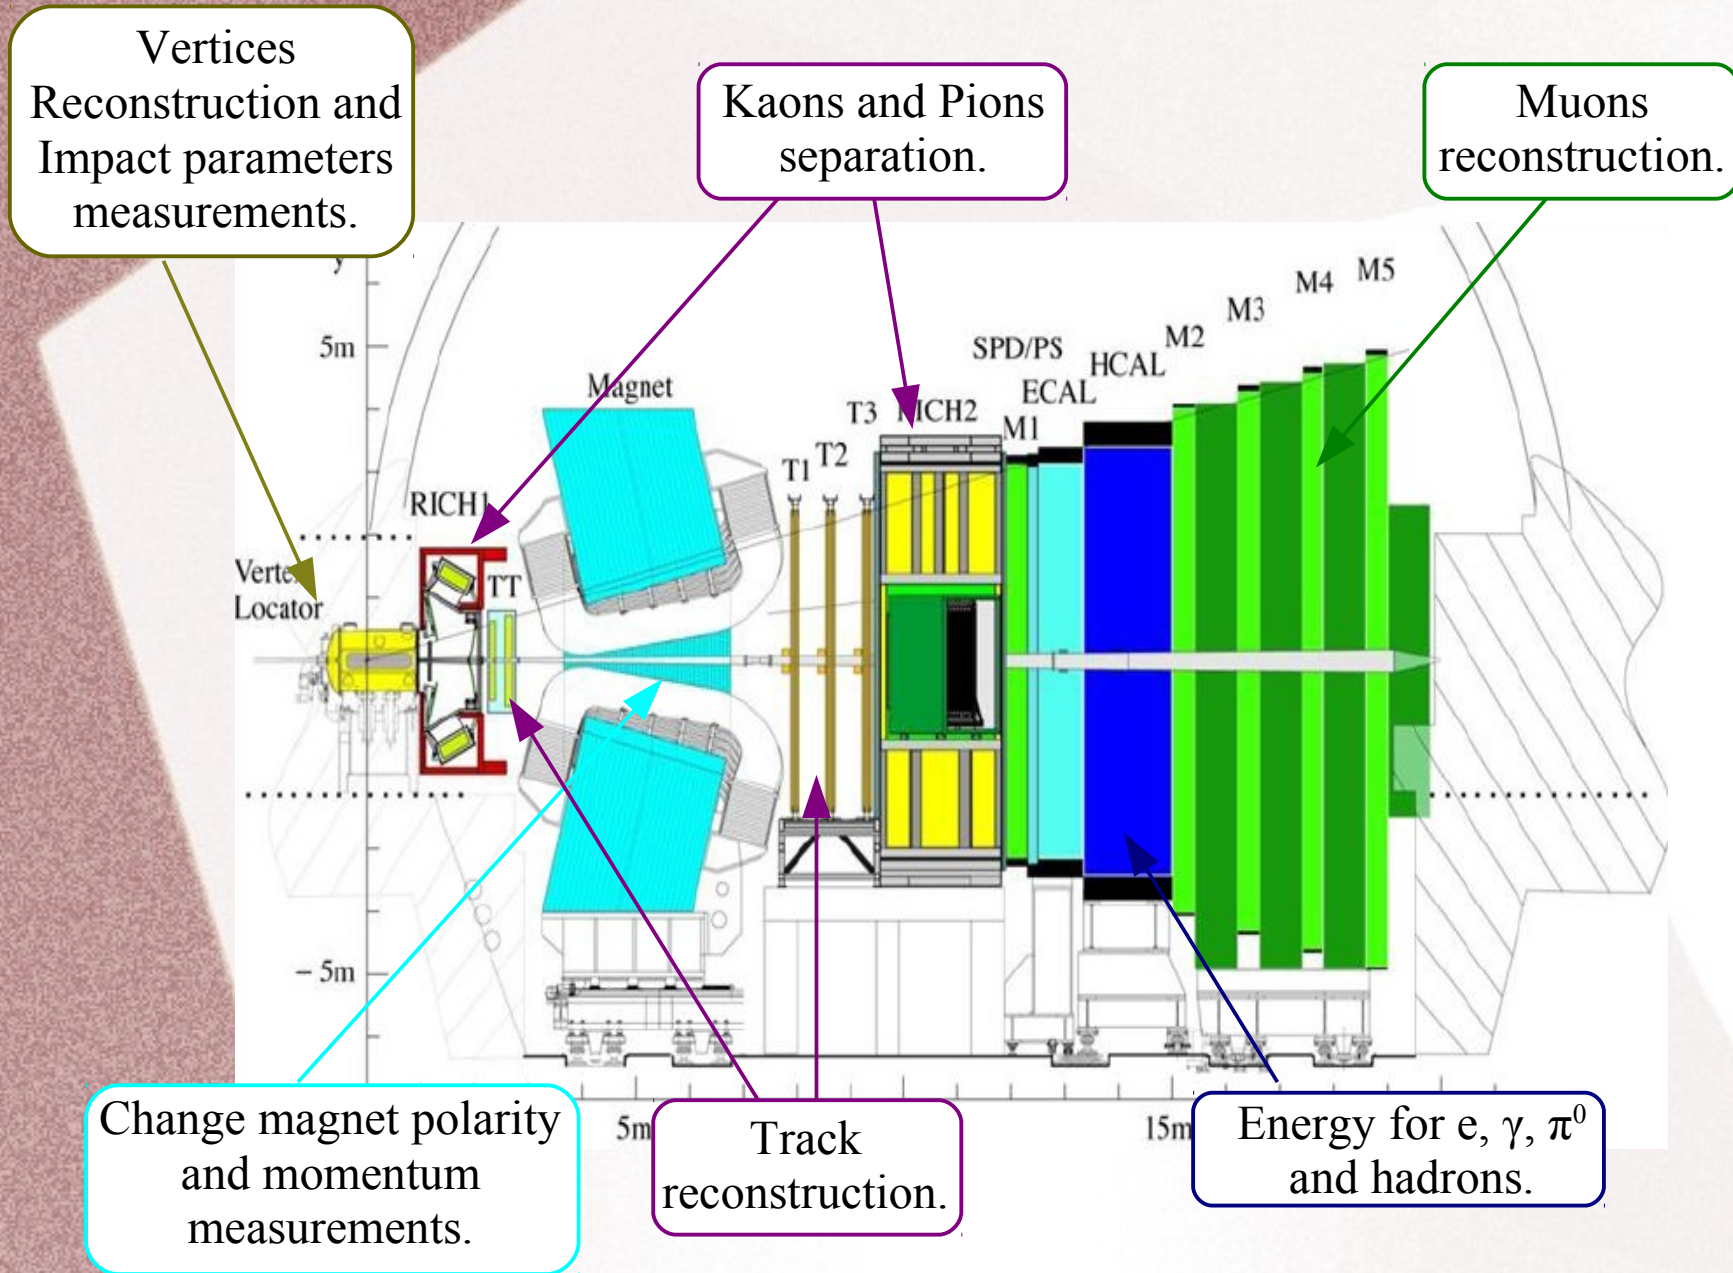 Vertices
Reconstruction and
Impact parameters
measurements.
Kaons and Pions
separation.
Muons
reconstruction.
y
5m
Magnet
RICH1
TT
Locator
T1
T2
T3
M1
SPD/PS
ECAL
HCAL
M2
M3
M4
M5
– 5m
5m
15m
Change magnet polarity
and momentum
measurements.
Track
reconstruction.
Energy for e, γ, π⁰
and hadrons.